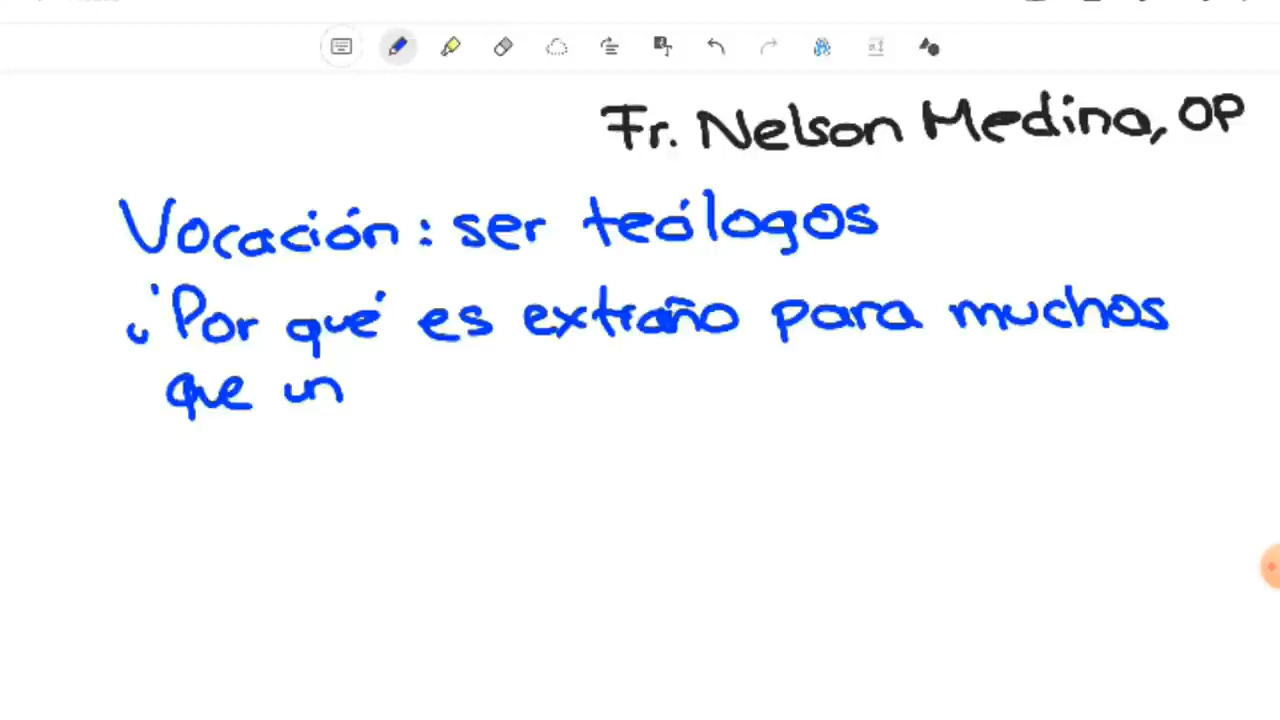 Fr. Nelson Medina, OP
Vocación: ser teólogos
¿Por qué es extraño para muchos
que un